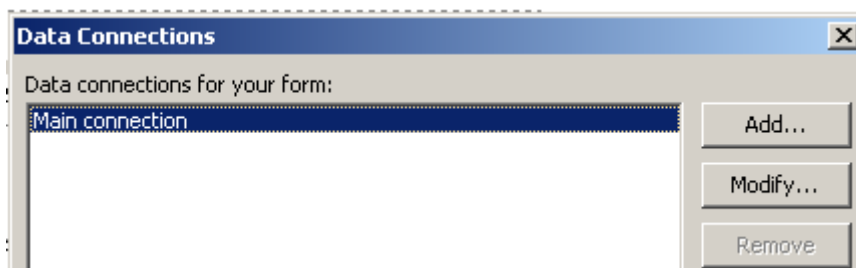 Data Connections
Data connections for your form:
Main connection
Add...
Modify...
Remove